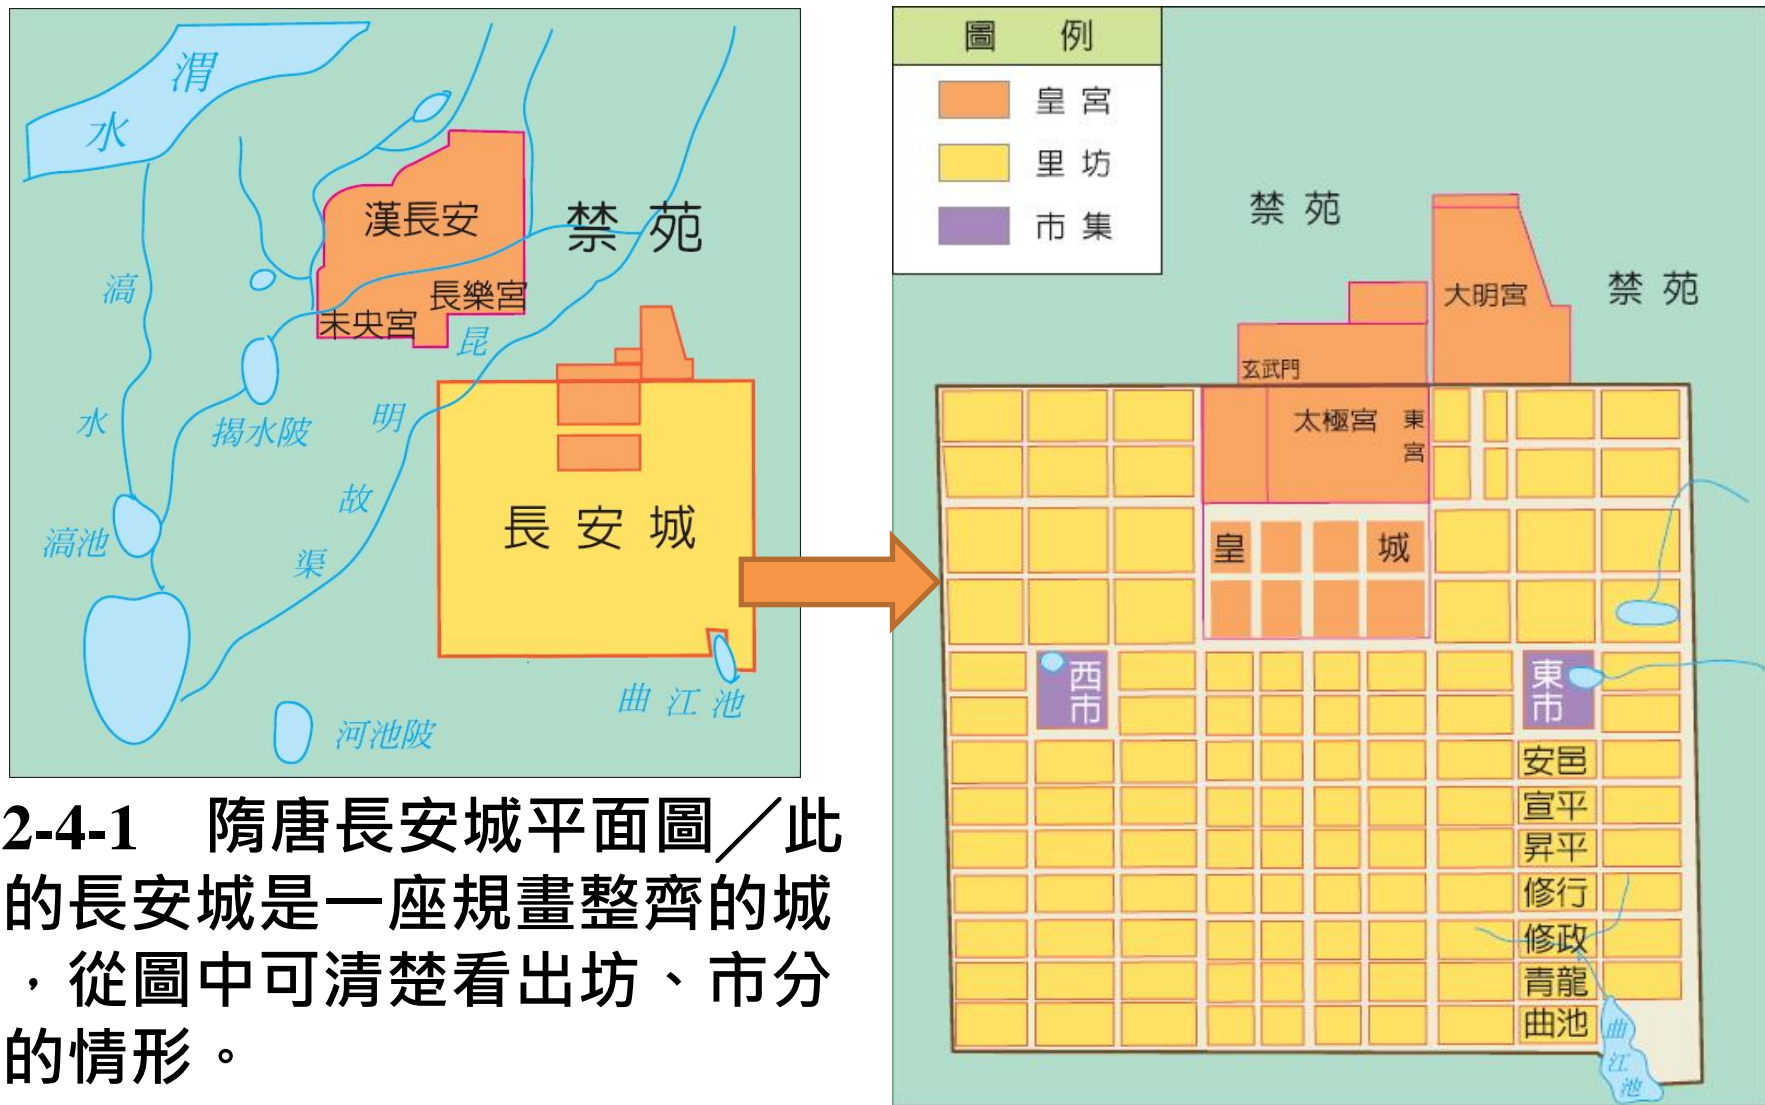 渭
水
漢長安
禁苑
長樂宮
未央宮
滈
水
昆
明
故
渠
揭水陂
滈池
長安城
曲江池
河池陂
2-4-1 隋唐長安城平面圖／此
的長安城是一座規畫整齊的城
，從圖中可清楚看出坊、市分
的情形。
圖例
皇宮
里坊
市集
禁苑
大明宮
禁苑
玄武門
太極宮
東宮
皇城
西市
東市
安邑
宣平
昇平
修行
修政
青龍
曲池
曲江池